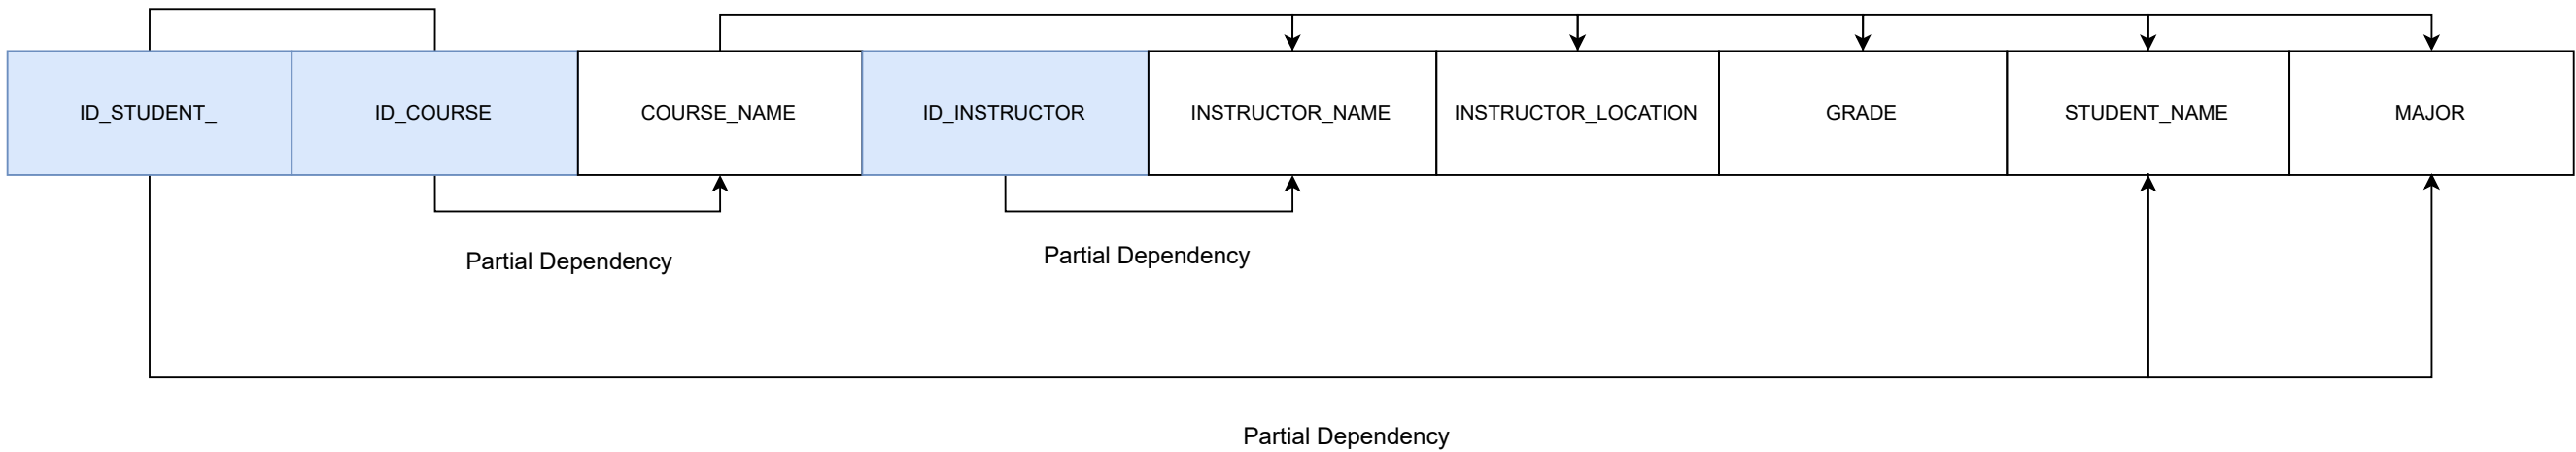 ID_STUDENT_
ID_COURSE
COURSE_NAME
ID_INSTRUCTOR
INSTRUCTOR_NAME
INSTRUCTOR_LOCATION
GRADE
STUDENT_NAME
MAJOR
Partial Dependency
Partial Dependency
Partial Dependency